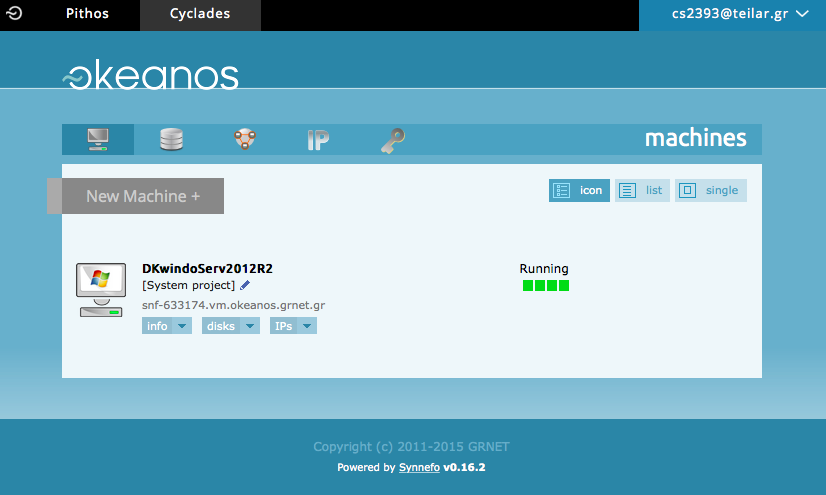 Pithos Cyclades cs2393@teilar.gr
~okeanos
IP machines
New Machine + icon list single
DKwindoServ2012R2 Running
[System project]
snf-633174.vm.okeanos.grnet.gr
info disks IPs
Copyright (c) 2011-2015 GRNET
Powered by Synnefo v0.16.2